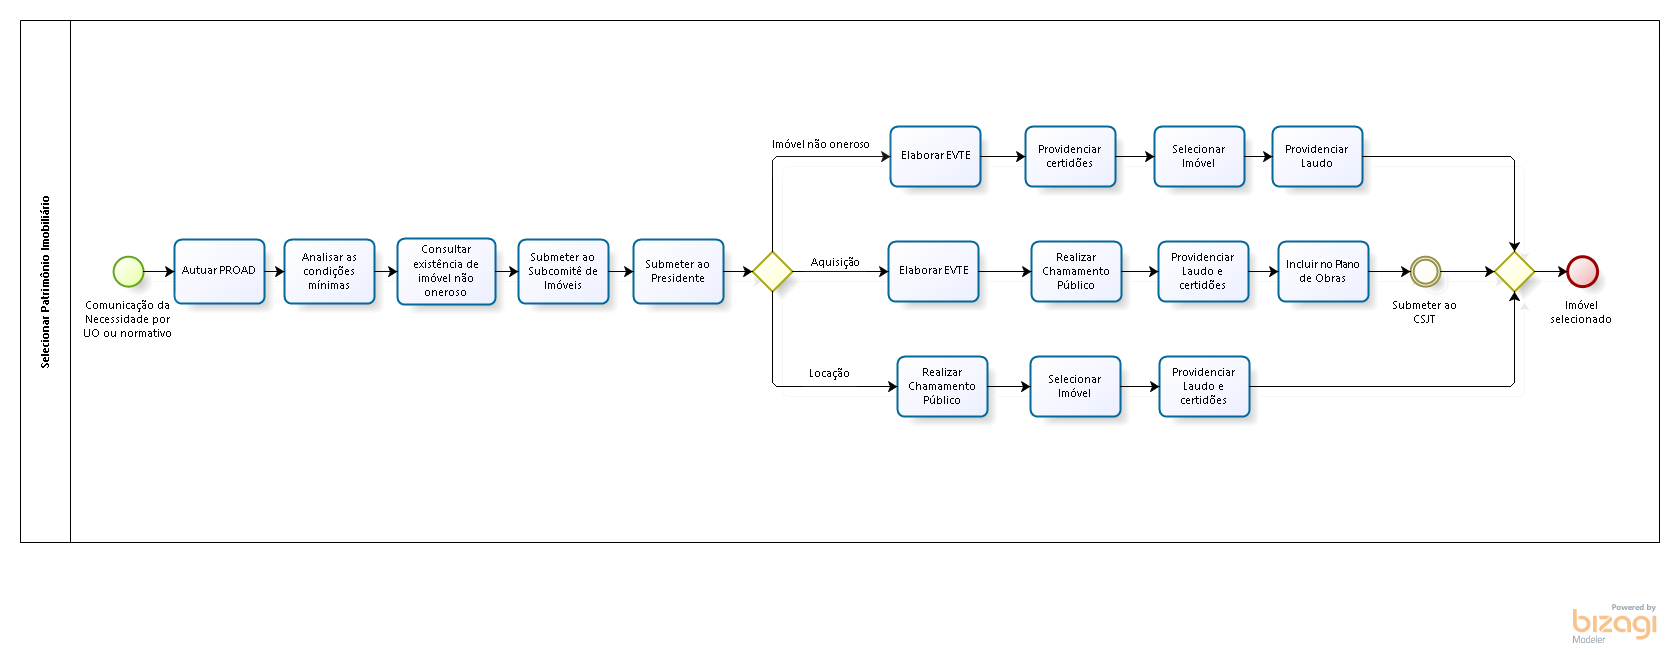 Selecionar Patrimônio Imobiliário
Comunicação da
Necessidade por
UO ou normativo
Autuar PROAD
Analisar as
condições
mínimas
Consultar
existência de
imóvel não
oneroso
Submeter ao
Subcomitê de
Imóveis
Submeter ao
Presidente
Imóvel não oneroso
Elaborar EVTE
Providenciar
certidões
Selecionar
Imóvel
Providenciar
Laudo
Aquisição
Elaborar EVTE
Realizar
Chamamento
Público
Providenciar
Laudo e
certidões
Incluir no Plano
de Obras
Submeter ao
CSJT
Imóvel
selecionado
Locação
Realizar
Chamamento
Público
Selecionar
Imóvel
Providenciar
Laudo e
certidões
Powered by
bizagi
Modeler